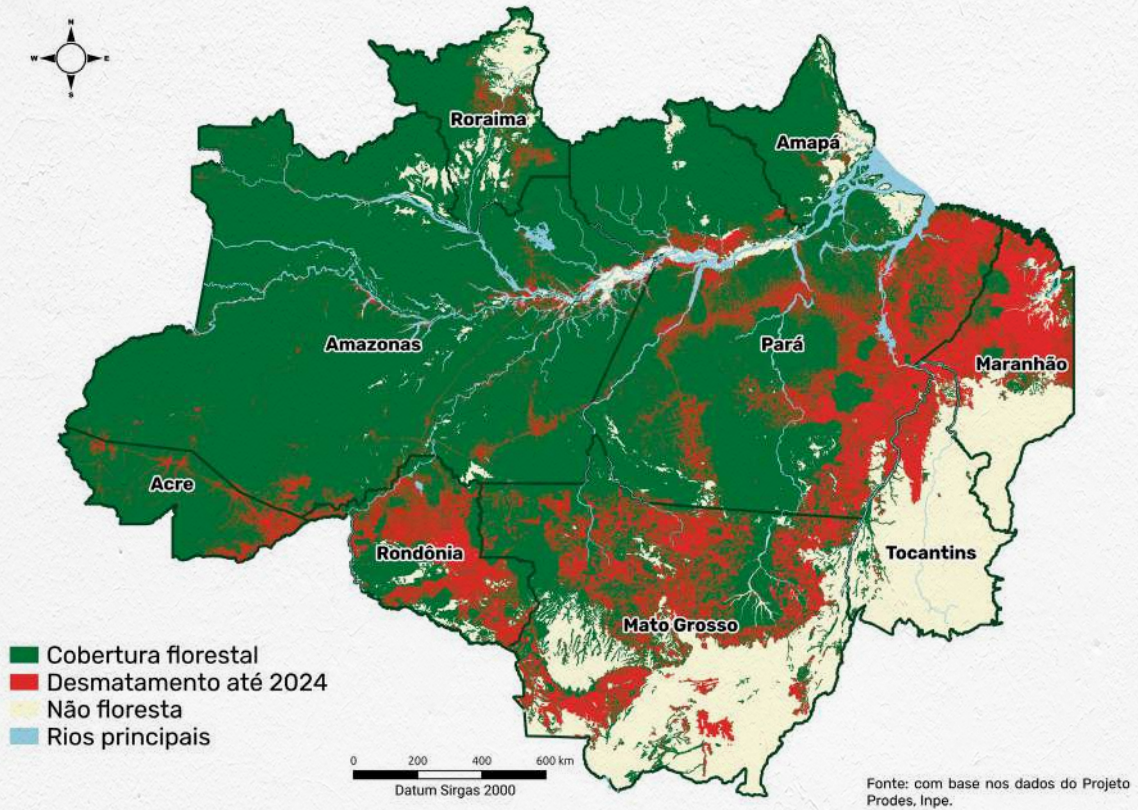 N
W E
S
Roraima
Amapá
Amazonas
Pará
Maranhão
Acre
Rondônia
Tocantins
Mato Grosso
Cobertura florestal
Desmatamento até 2024
Não floresta
Rios principais
0 200 400 600 km
Datum Sirgas 2000
Fonte: com base nos dados do Projeto
Prodes, Inpe.